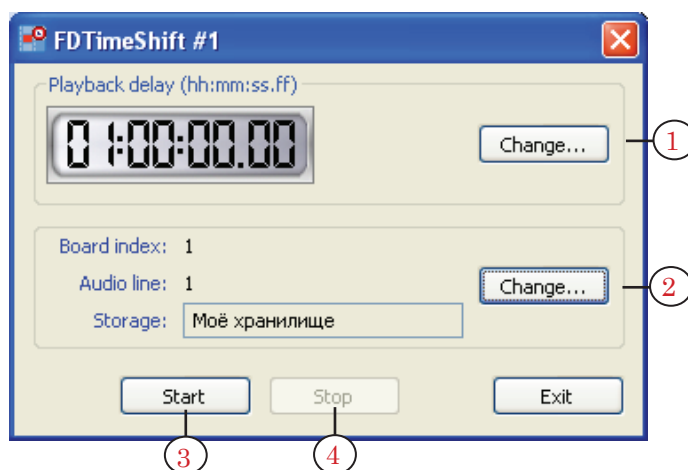 FDTimeShift #1
Playback delay (hh:mm:ss.ff)
01:00:00.00
Change...
1
Board index: 1
Audio line: 1
Change...
2
Storage: Моё хранилище
Start
Stop
Exit
3
4